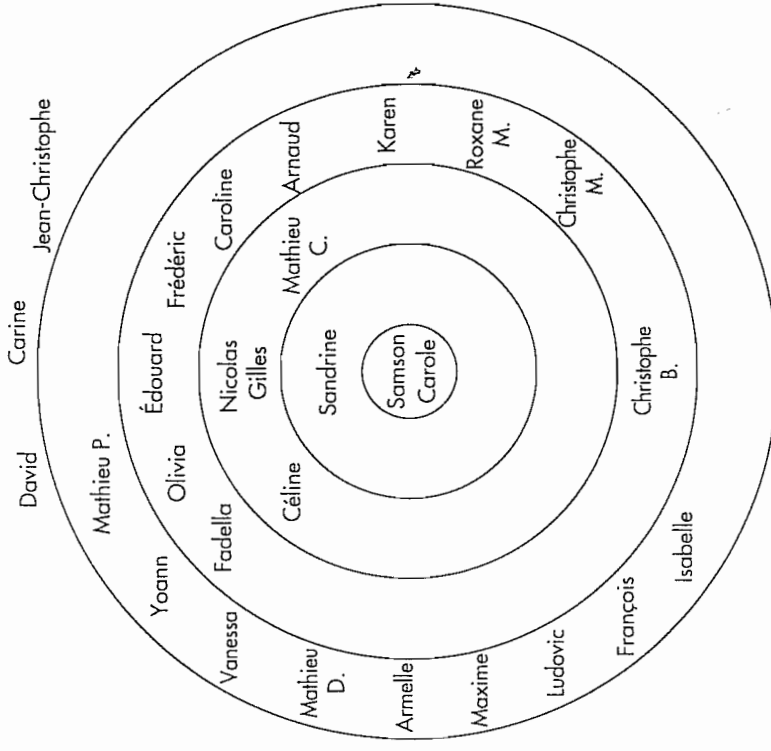 Jean-Christophe
Carine
David
Mathieu P.
Yoann
Vanessa
Mathieu
D.
Armelle
Maxime
Ludovic
François
Isabelle
Édouard
Frédéric
Caroline
Arnaud
Karen
Roxane
M.
Christophe
M.
Christophe
B.
Olivia
Fadella
Nicolas
Gilles
Mathieu
C.
Céline
Sandrine
Samson
Carole